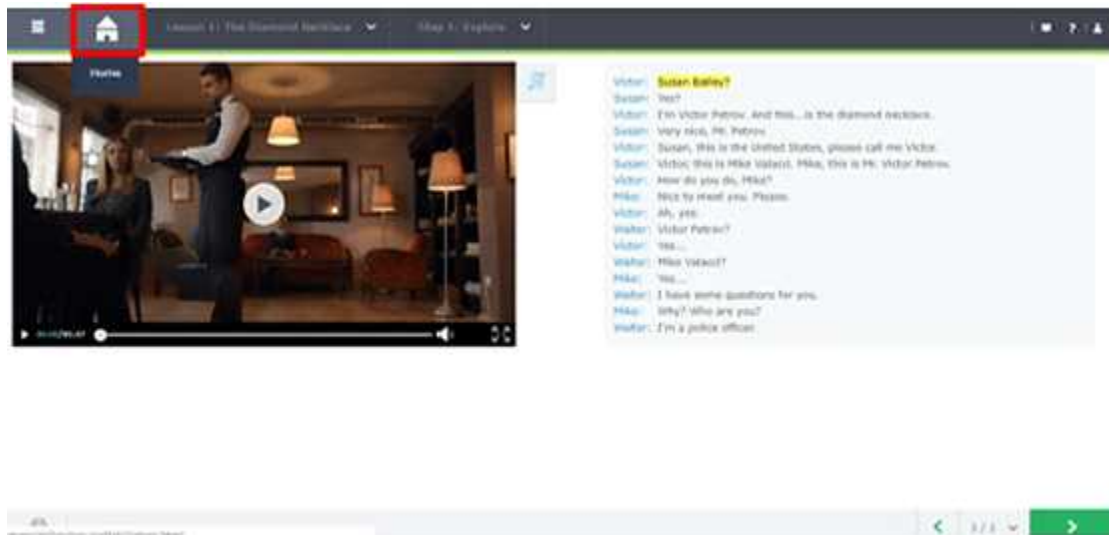 Lesson 1: The Diamond Necklace
Step 1: Explore
Home
Victor: Susan Bailey?
Susan: Yes?
Victor: I'm Victor Petrov. And this... is the diamond necklace.
Susan: Very nice, Mr. Petrov.
Victor: Susan, this is the United States, please call me Victor.
Susan: Victor, this is Mike Valacci. Mike, this is Mr. Victor Petrov.
Victor: How do you do, Mike?
Mike: Nice to meet you. Please.
Victor: Ah, yes.
Waiter: Victor Petrov?
Victor: Yes...
Waiter: Mike Valacci?
Mike: Yes...
Waiter: I have some questions for you.
Mike: Why? Who are you?
Waiter: I'm a police officer.
1/1